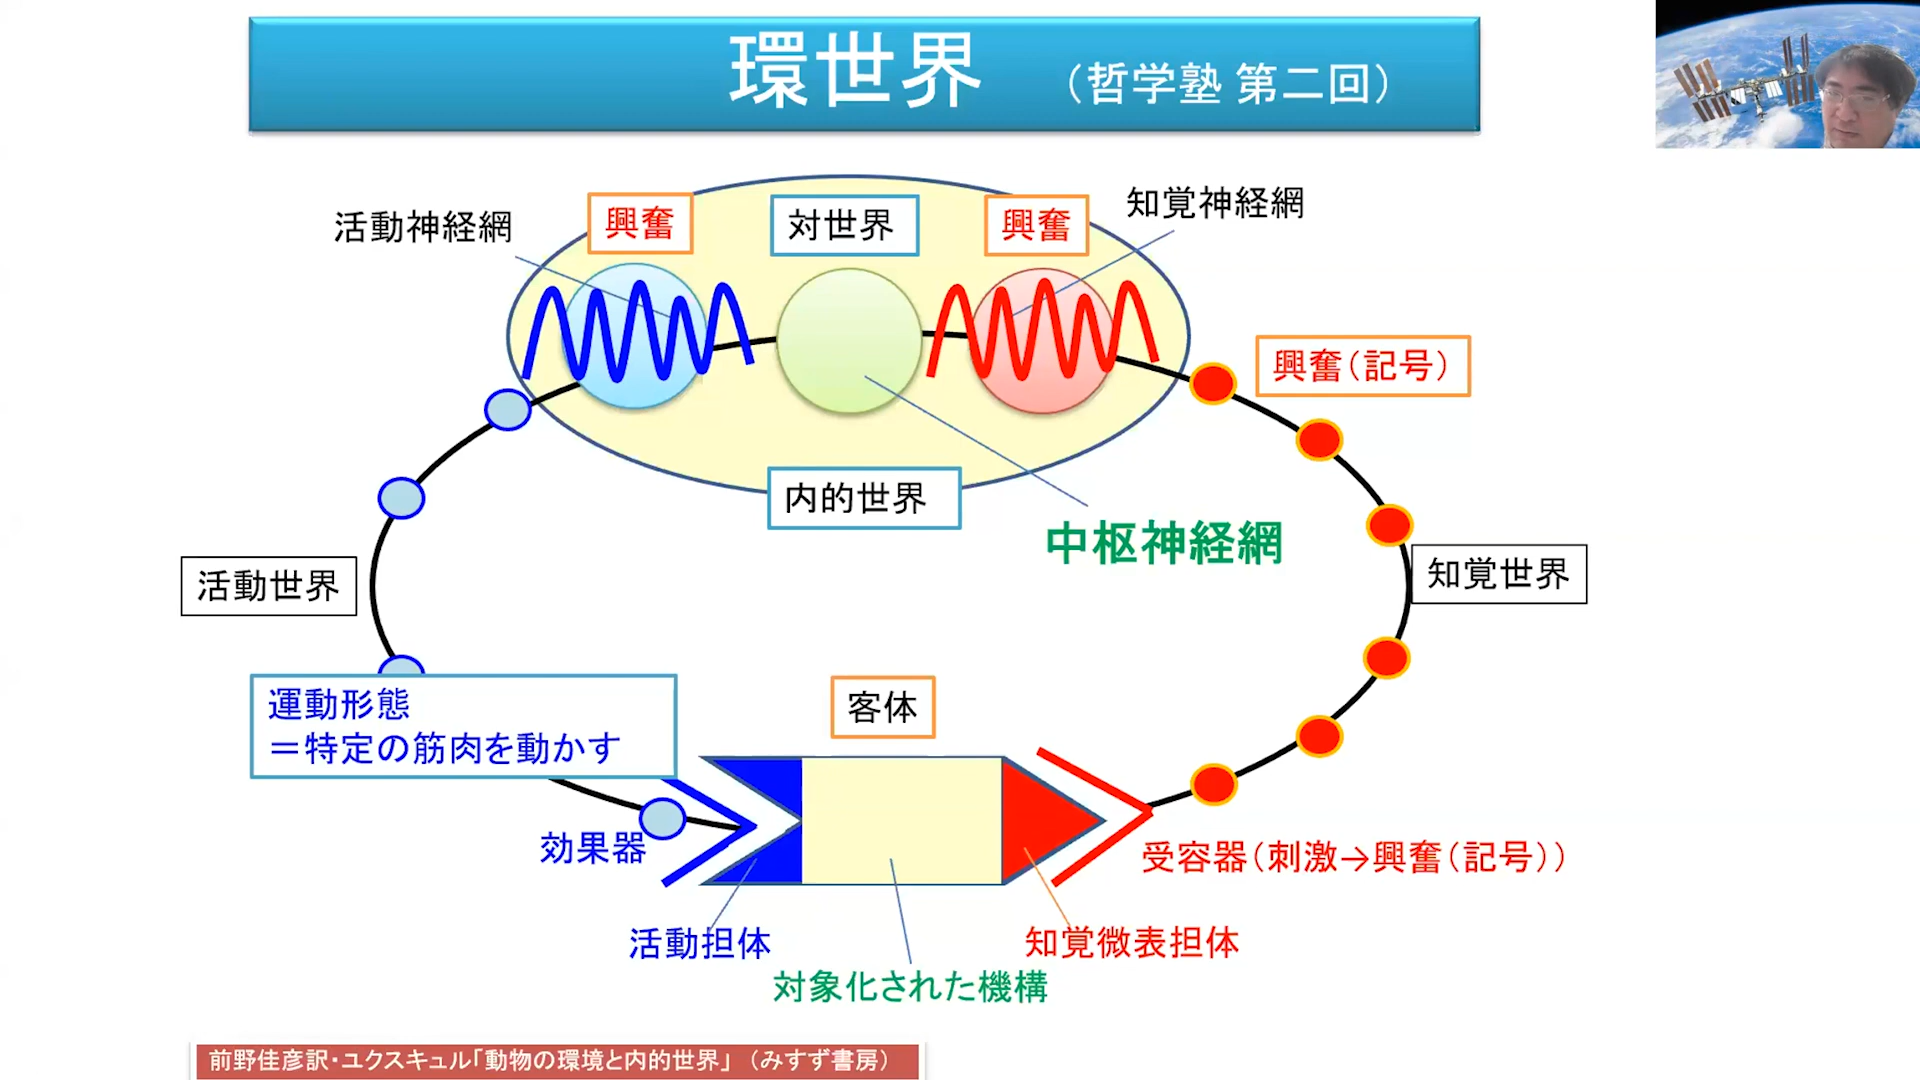 環世界 （哲学塾 第二回）
活動神経網
興奮
対世界
興奮
知覚神経網
興奮（記号）
内的世界
中枢神経網
活動世界
知覚世界
運動形態
＝特定の筋肉を動かす
客体
効果器
受容器（刺激→興奮（記号））
活動担体
知覚微表担体
対象化された機構
前野佳彦訳・ユクスキュル「動物の環境と内的世界」（みすず書房）